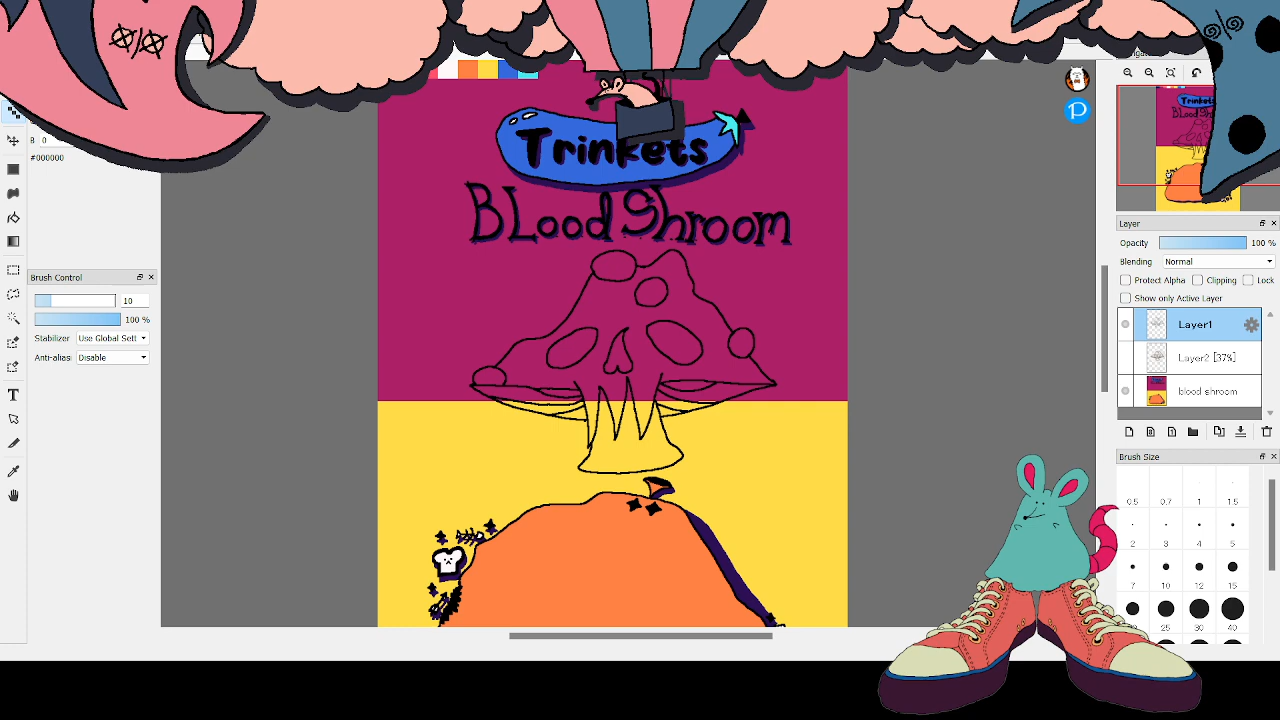 B 0
#000000
Trinkets
BLood Shroom
Brush Control
10
100 %
Stabilizer Use Global Sett
Anti-alias Disable
Layer
Opacity 100 %
Blending Normal
Protect Alpha Clipping Lock
Show only Active Layer
Layer1
Layer2 [37%]
blood shroom
Brush Size
0.5 0.7 1 1.5
2 3 4 5
7 10 12 15
25 30 40
T
P